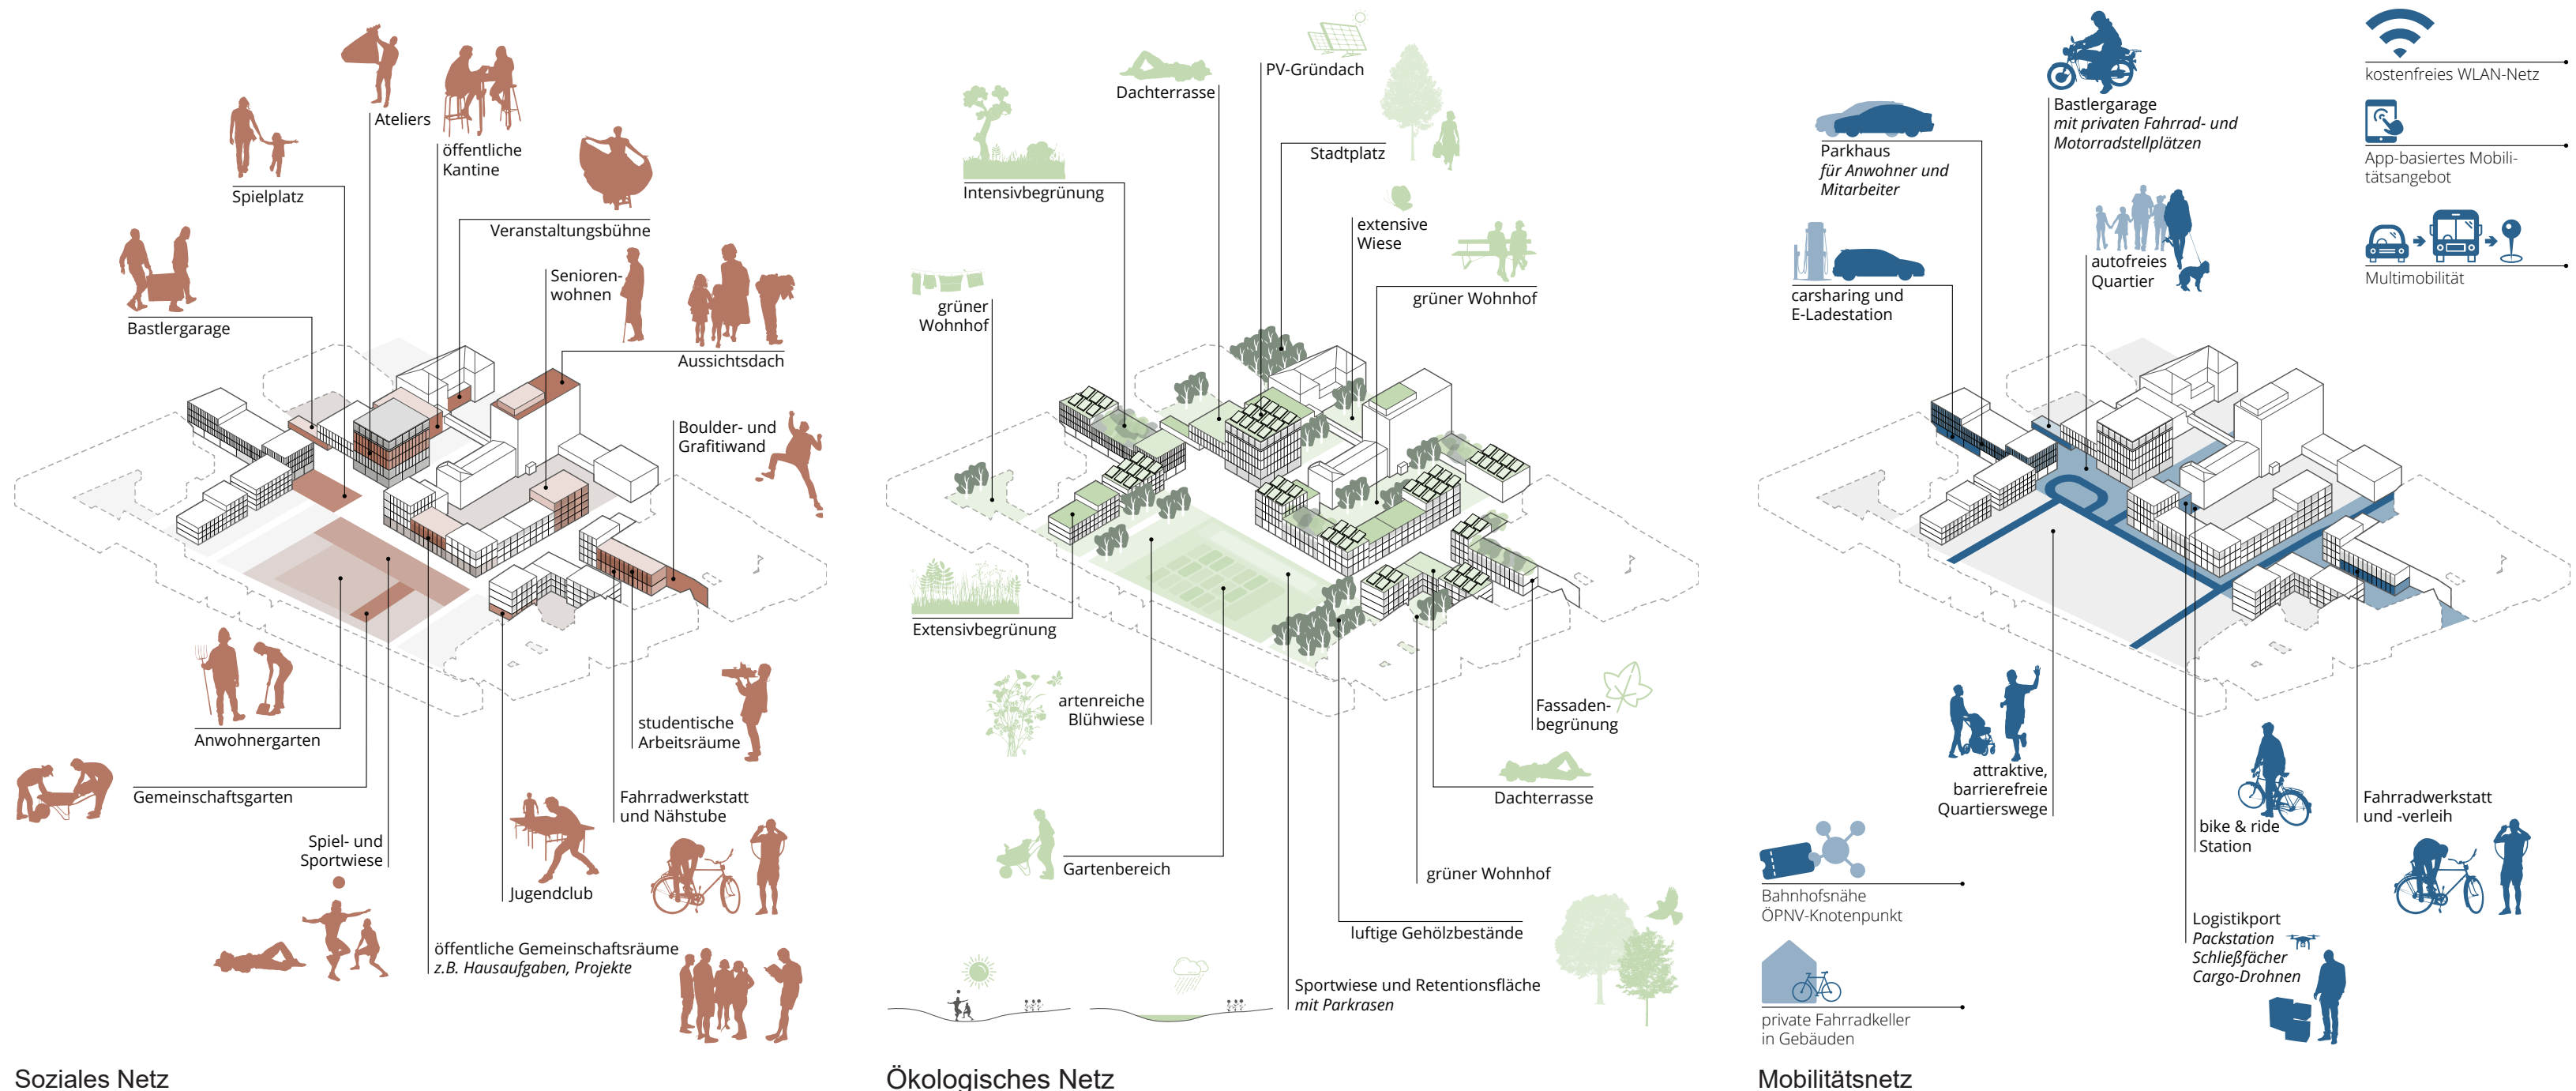 Ateliers
öffentliche
Kantine
Spielplatz
Veranstaltungsbühne
Senioren-
wohnen
Bastlergarage
Aussichtsdach
Boulder- und
Grafitiwand
Anwohnergarten
studentische
Arbeitsräume
Gemeinschaftsgarten
Fahrradwerkstatt
und Nähstube
Spiel- und
Sportwiese
Jugendclub
öffentliche Gemeinschaftsräume
z.B. Hausaufgaben, Projekte
Soziales Netz
PV-Gründach
Dachterrasse
Stadtplatz
Intensivbegrünung
extensive
Wiese
grüner Wohnhof
grüner
Wohnhof
Extensivbegrünung
artenreiche
Blühwiese
Fassaden-
begrünung
Dachterrasse
Gartenbereich
grüner Wohnhof
luftige Gehölzbestände
Sportwiese und Retentionsfläche
mit Parkrasen
Ökologisches Netz
kostenfreies WLAN-Netz
Bastlergarage
mit privaten Fahrrad- und
Motorradstellplätzen
Parkhaus
für Anwohner und
Mitarbeiter
App-basiertes Mobili-
tätsangebot
autofreies
Quartier
Multimobilität
carsharing und
E-Ladestation
attraktive,
barrierefreie
Quartierswege
bike & ride
Station
Fahrradwerkstatt
und -verleih
Bahnhofsnähe
ÖPNV-Knotenpunkt
Logistikport
Packstation
Schließfächer
Cargo-Drohnen
private Fahrradkeller
in Gebäuden
Mobilitätsnetz